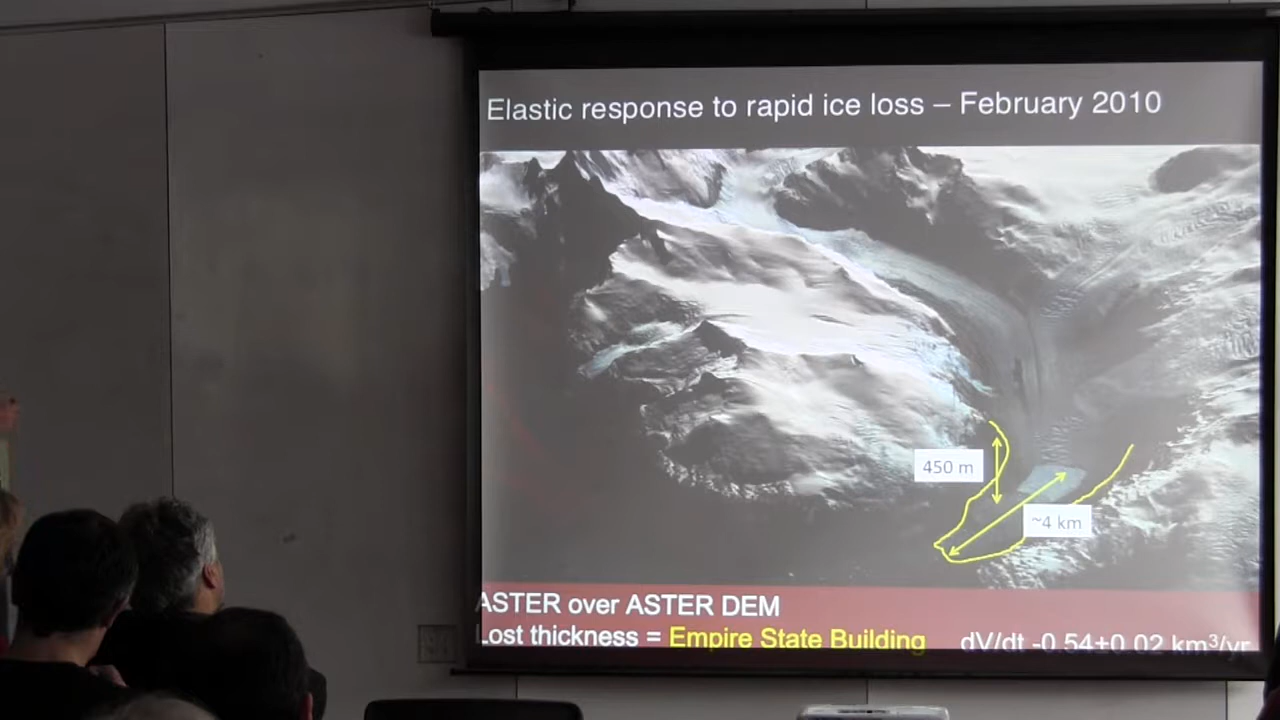 Elastic response to rapid ice loss – February 2010
450 m
~4 km
ASTER over ASTER DEM
Lost thickness = Empire State Building dV/dt -0.54±0.02 km³/yr